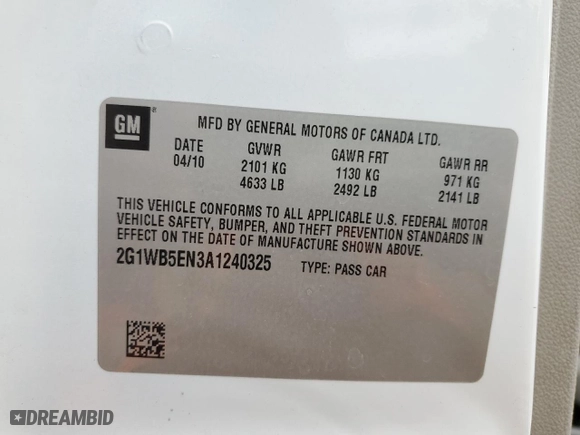 GM
MFD BY GENERAL MOTORS OF CANADA LTD.
DATE GVWR GAWR FRT GAWR RR
04/10 2101 KG 1130 KG 971 KG
4633 LB 2492 LB 2141 LB
THIS VEHICLE CONFORMS TO ALL APPLICABLE U.S. FEDERAL MOTOR
VEHICLE SAFETY, BUMPER, AND THEFT PREVENTION STANDARDS IN
EFFECT ON THE DATE OF MANUFACTURE SHOWN ABOVE.
2G1WB5EN3A1240325 TYPE: PASS CAR
DREAMBID